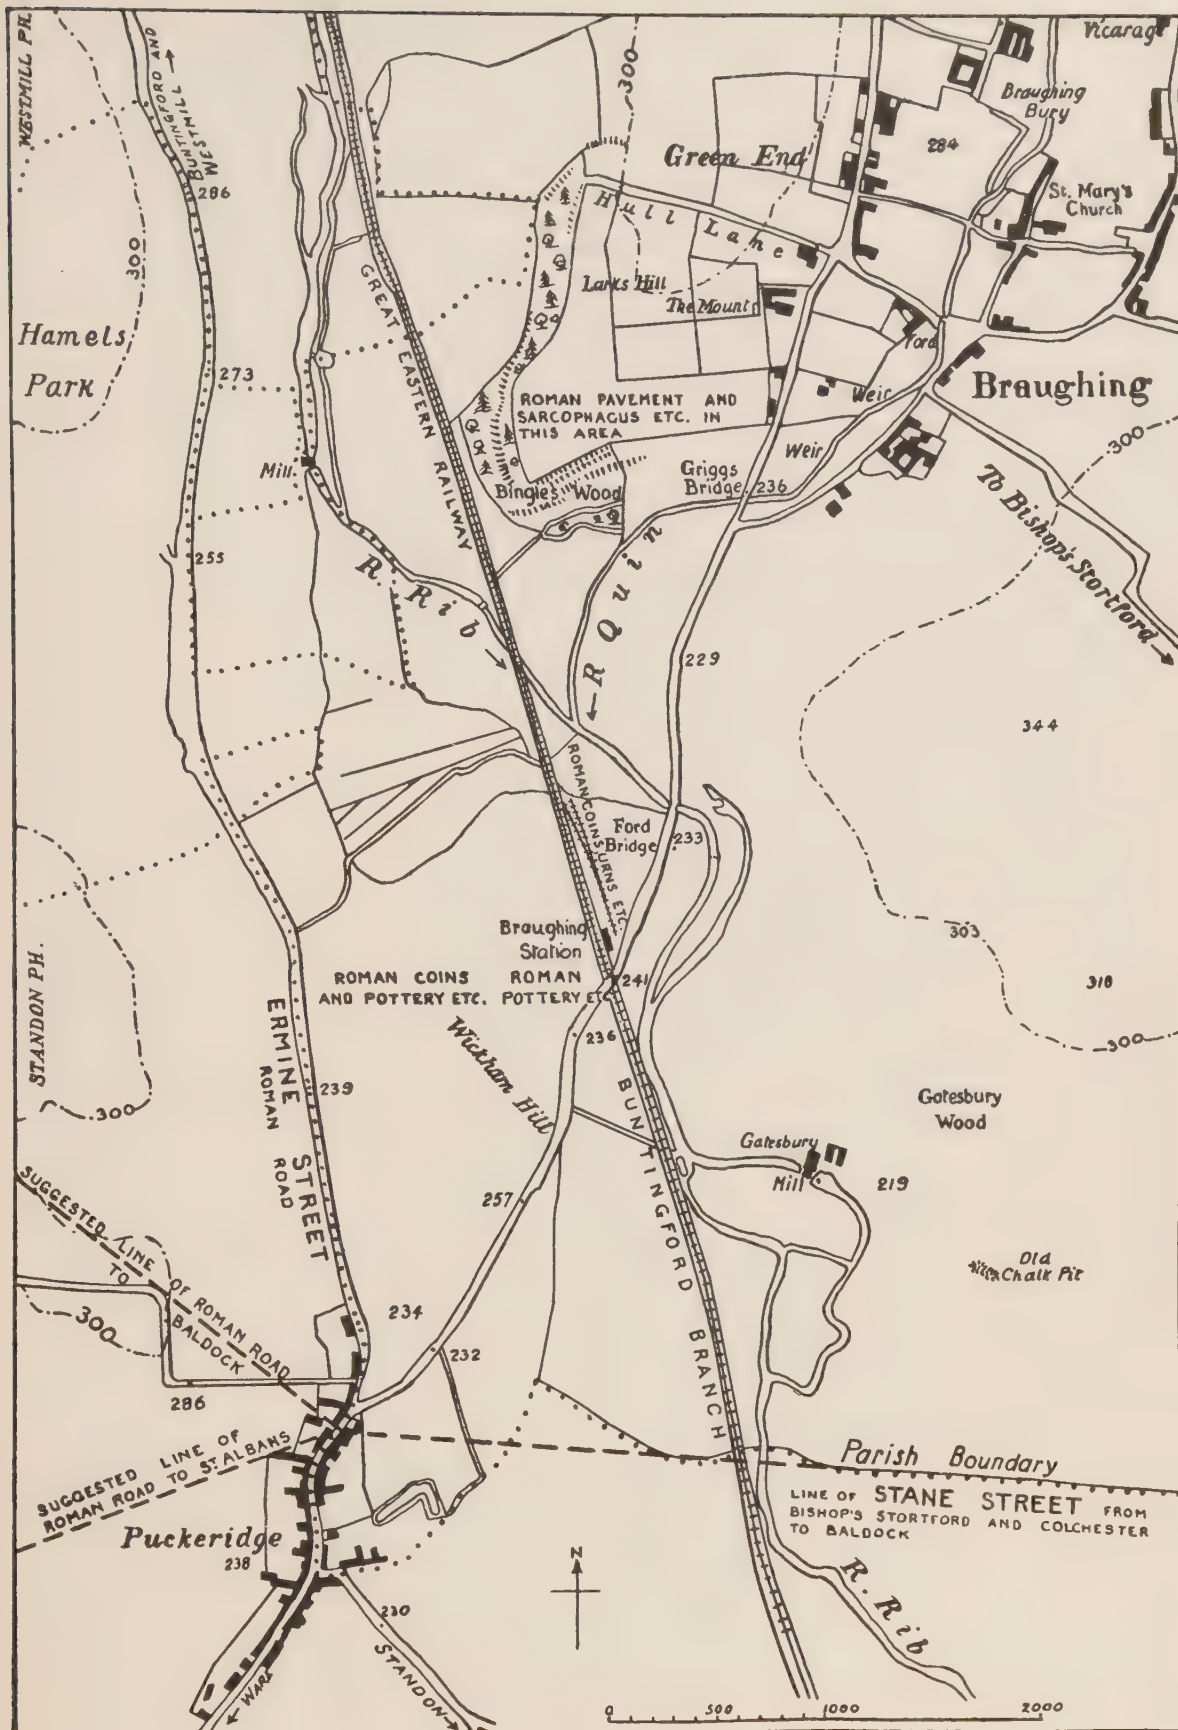 WESTMILL PH.
BUNTINGFORD AND
WESTMILL
286
300
300
Vicarage
Braughing
Bury
284
Green End
St. Mary's
Church
Hull Lane
Larks Hill
The Mount
Ford
Weir
Weir
Hamels
Park
273
GREAT EASTERN RAILWAY
ROMAN PAVEMENT AND
SARCOPHAGUS ETC. IN
THIS AREA
Braughing
300
Mill
Bingles Wood
Griggs
Bridge
236
To Bishop's Stortford
255
R. Rib
R Quin
229
344
ROMAN COINS, URNS ETC.
Ford
Bridge
233
303
Braughing
Station
ROMAN COINS
AND POTTERY ETC.
ROMAN
POTTERY ETC
241
318
STANDON PH.
236
300
300
Wickham Hill
ERMINE STREET
ROMAN ROAD
239
BUNTINGFORD BRANCH
Gatesbury
Wood
Gatesbury
Mill
219
257
SUGGESTED LINE OF ROMAN ROAD
TO BALDOCK
Old
Chalk Pit
300
234
232
286
SUGGESTED LINE OF
ROMAN ROAD TO ST. ALBANS
Parish Boundary
LINE OF STANE STREET FROM
BISHOP'S STORTFORD AND COLCHESTER
TO BALDOCK
Puckeridge
238
N
R. Rib
230
STANDON
WARE
0 500 1000 2000